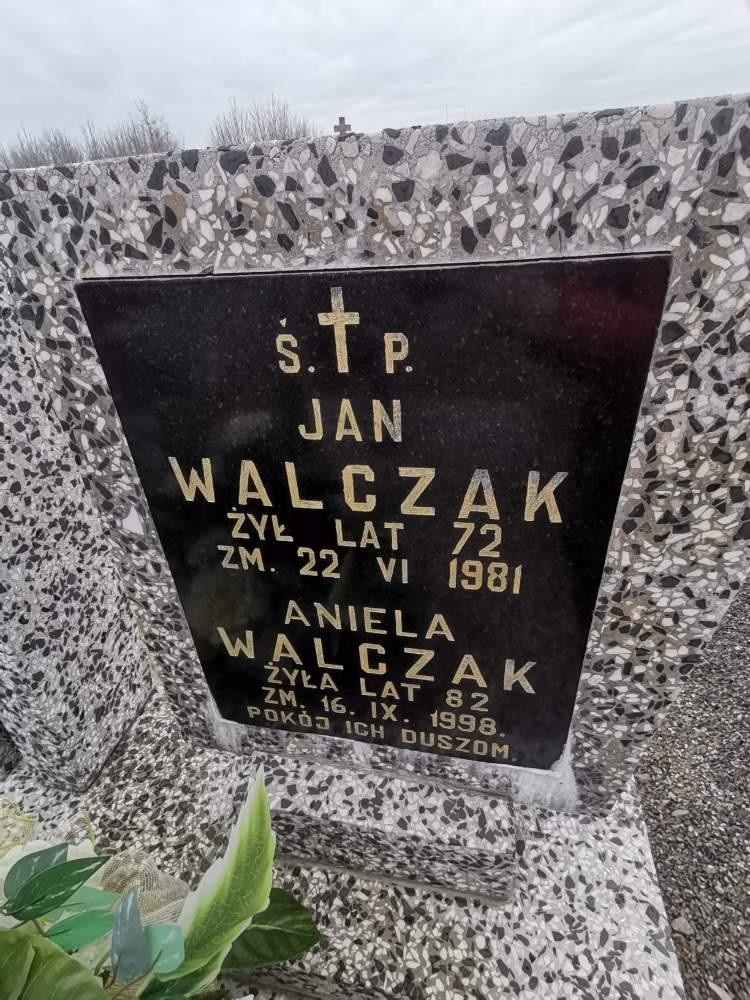 Ś. P.
JAN
WALCZAK
ŻYŁ LAT 72
ZM. 22 VI 1981
ANIELA
WALCZAK
ŻYŁA LAT 82
ZM. 16. IX. 1998.
POKÓJ ICH DUSZOM.